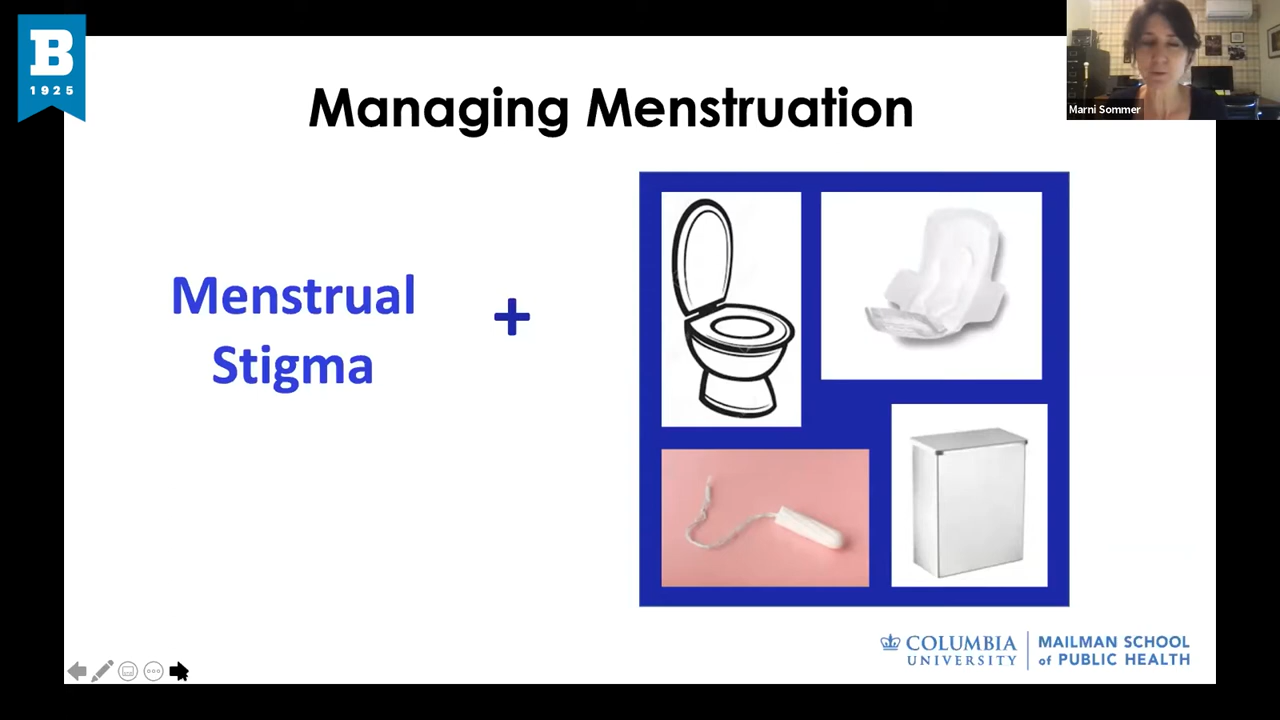 B
1925
Managing Menstruation
Marni Sommer
Menstrual
Stigma
+
COLUMBIA
UNIVERSITY
MAILMAN SCHOOL
of PUBLIC HEALTH